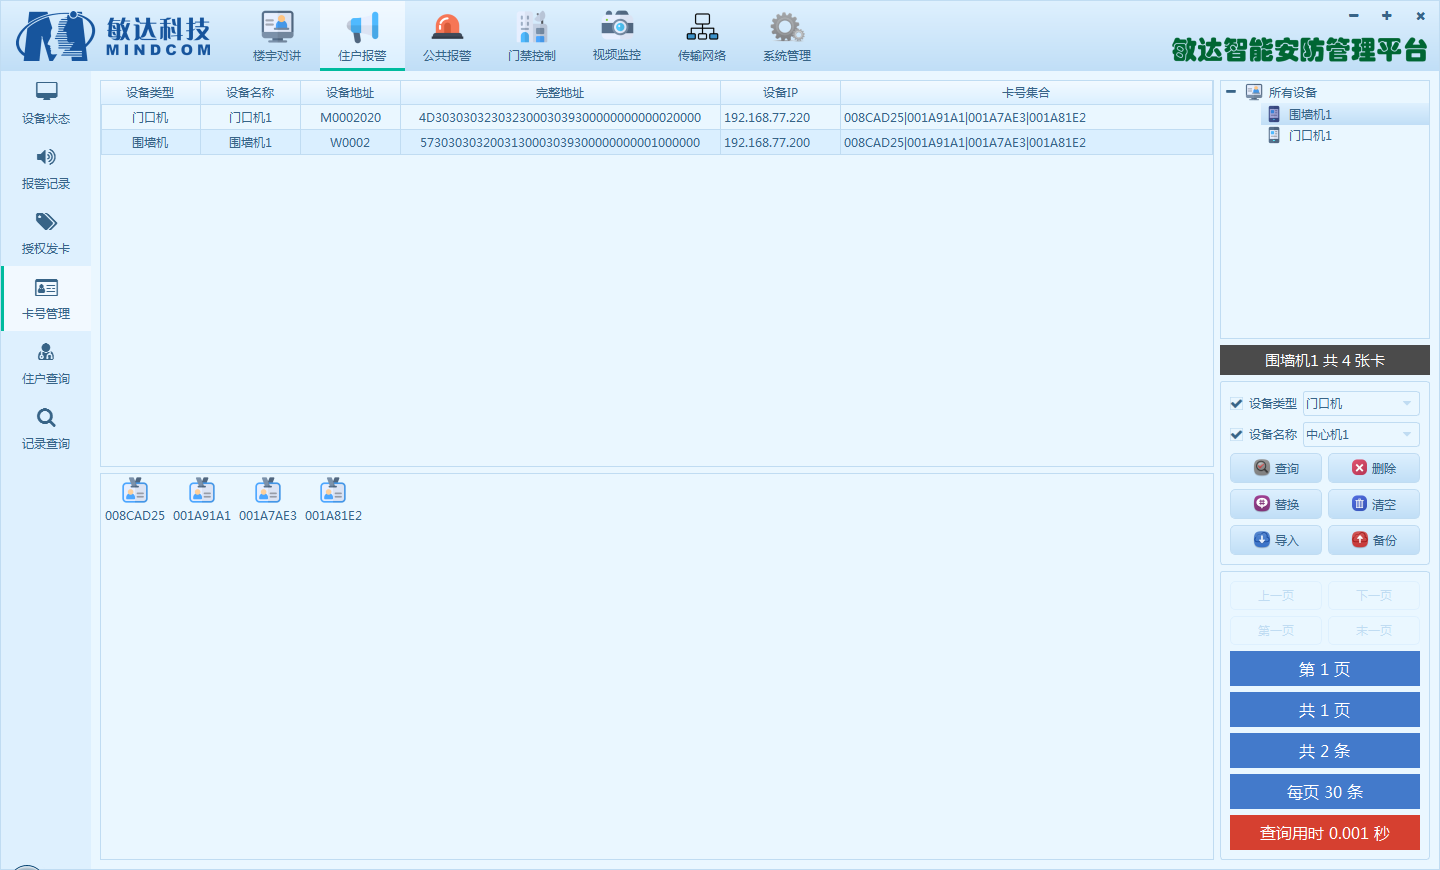 敏达科技
MINDCOM
楼宇对讲
住户报警
公共报警
门禁控制
视频监控
传输网络
系统管理
敏达智能安防管理平台
设备状态
报警记录
授权发卡
卡号管理
住户查询
记录查询
设备类型 设备名称 设备地址 完整地址 设备IP 卡号集合
门口机 门口机1 M0002020 4D30303032303230003039300000000000020000 192.168.77.220 008CAD25|001A91A1|001A7AE3|001A81E2
围墙机 围墙机1 W0002 5730303032003130003039300000000001000000 192.168.77.200 008CAD25|001A91A1|001A7AE3|001A81E2
008CAD25 001A91A1 001A7AE3 001A81E2
所有设备
围墙机1
门口机1
围墙机1 共 4 张卡
设备类型 门口机
设备名称 中心机1
查询 删除
替换 清空
导入 备份
上一页 下一页
第一页 末一页
第 1 页
共 1 页
共 2 条
每页 30 条
查询用时 0.001 秒